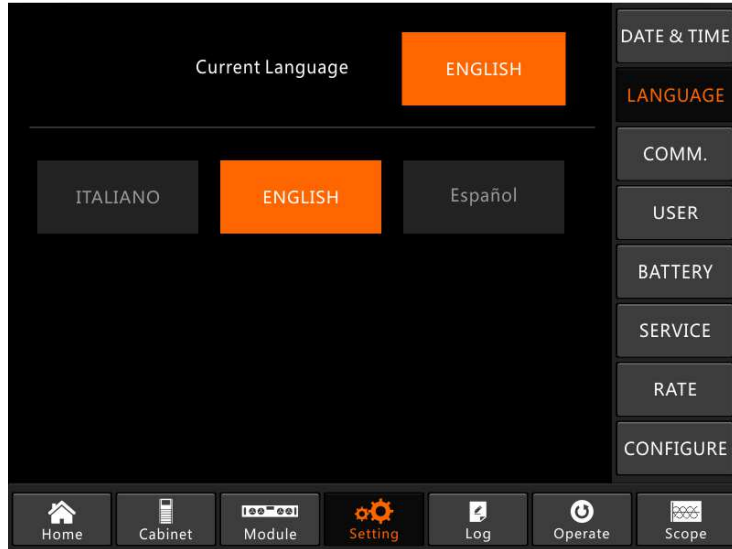 Current Language
ENGLISH
ITALIANO
ENGLISH
Español
DATE & TIME
LANGUAGE
COMM.
USER
BATTERY
SERVICE
RATE
CONFIGURE
Home
Cabinet
Module
Setting
Log
Operate
Scope